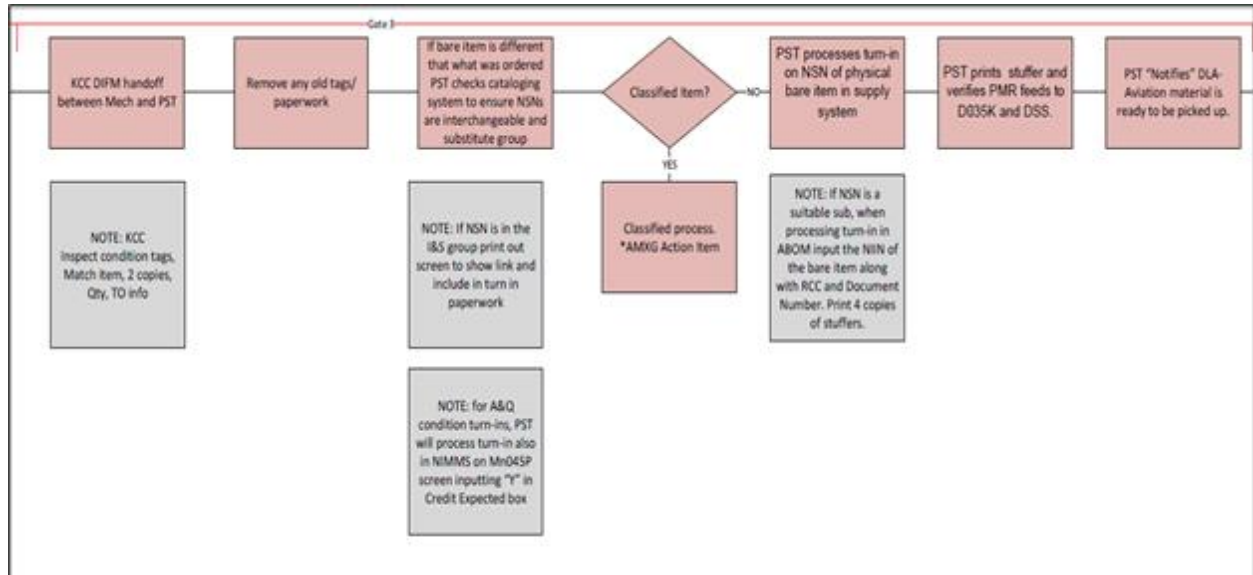 Gate 3
KCC DIFM handoff
between Mech and PST
Remove any old tags/
paperwork
If bare item is different
that what was ordered
PST checks cataloging
system to ensure NSNs
are interchangeable and
substitute group
Classified Item?
NO
PST processes turn-in
on NSN of physical
bare item in supply
system
PST prints stuffer and
verifies PMR feeds to
D035K and DSS.
PST "Notifies" DLA-
Aviation material is
ready to be picked up.
YES
NOTE: KCC
Inspect condition tags,
Match Item, 2 copies,
Qty, TO info
NOTE: If NSN is in the
I&S group print out
screen to show link and
include in turn in
paperwork
Classified process.
*AMXG Action Item
NOTE: If NSN is a
suitable sub, when
processing turn-in in
ABOM input the NIIN of
the bare item along
with RCC and Document
Number. Print 4 copies
of stuffers.
NOTE: for A&Q
condition turn-ins, PST
will process turn-in also
in NIMMS on Mn04SP
screen inputting "Y" in
Credit Expected box